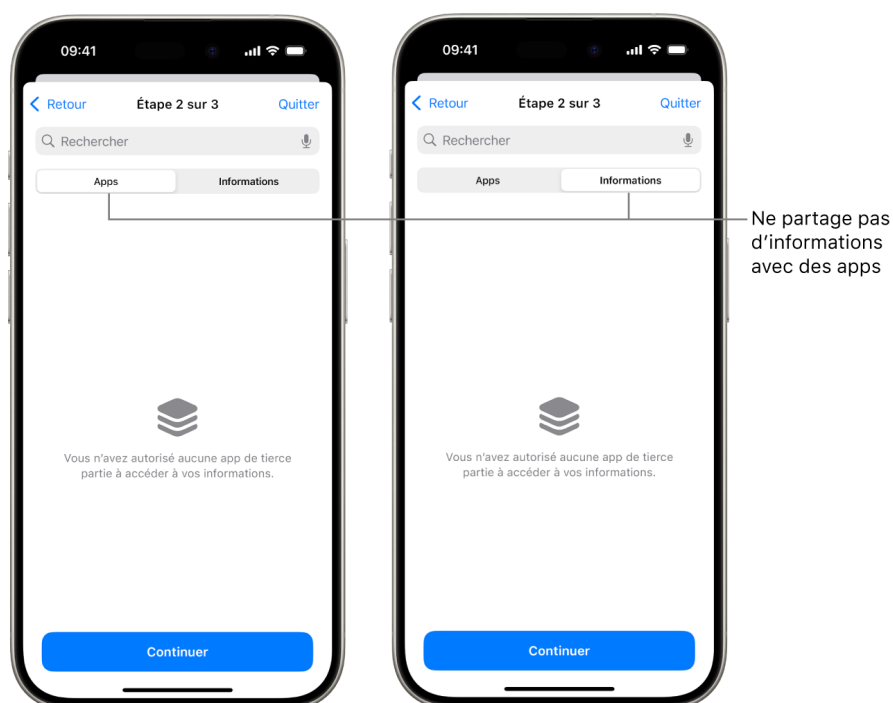 09:41
Retour
Étape 2 sur 3
Quitter
Rechercher
Apps
Informations
Vous n'avez autorisé aucune app de tierce
partie à accéder à vos informations.
Continuer
09:41
Retour
Étape 2 sur 3
Quitter
Rechercher
Apps
Informations
Vous n'avez autorisé aucune app de tierce
partie à accéder à vos informations.
Continuer
Ne partage pas
d'informations
avec des apps